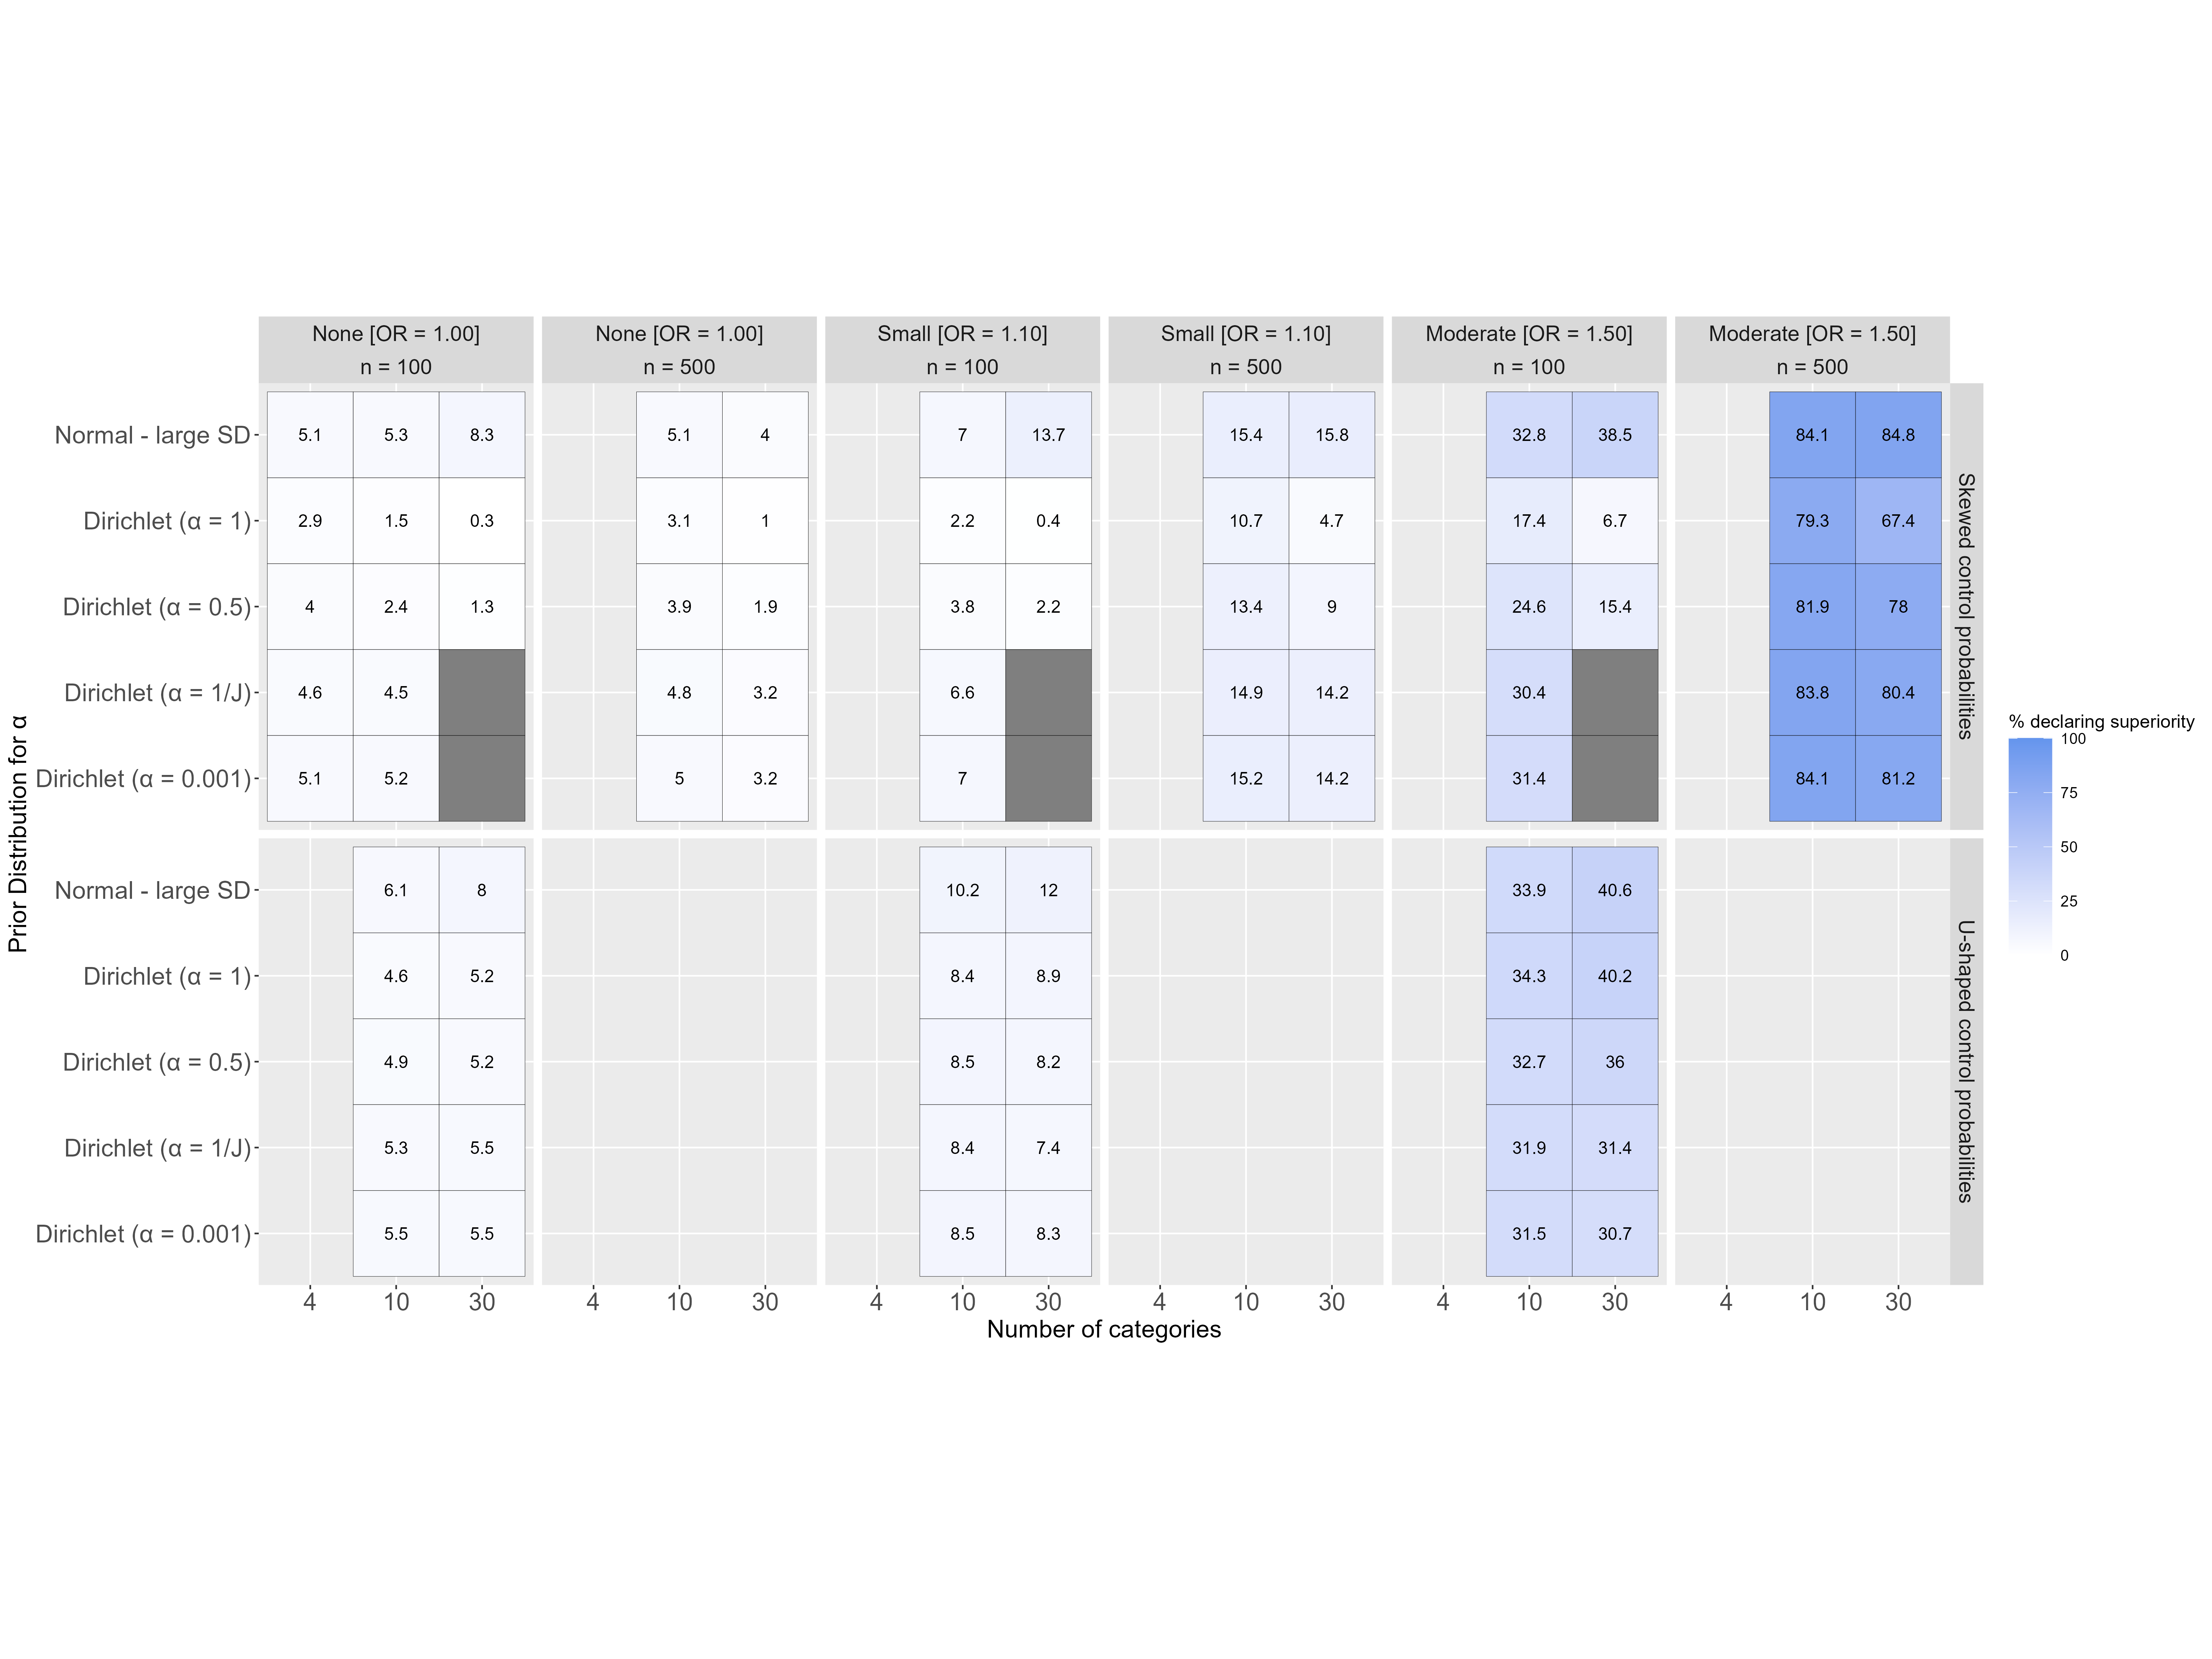 None [OR = 1.00] None [OR = 1.00] Small [OR = 1.10] Small [OR = 1.10] Moderate [OR = 1.50] Moderate [OR = 1.50]
n = 100 n = 500 n = 100 n = 500 n = 100 n = 500
Prior Distribution for α
Skewed control probabilities
Normal - large SD 5.1 5.3 8.3 5.1 4 7 13.7 15.4 15.8 32.8 38.5 84.1 84.8
Dirichlet (α = 1) 2.9 1.5 0.3 3.1 1 2.2 0.4 10.7 4.7 17.4 6.7 79.3 67.4
Dirichlet (α = 0.5) 4 2.4 1.3 3.9 1.9 3.8 2.2 13.4 9 24.6 15.4 81.9 78
Dirichlet (α = 1/J) 4.6 4.5 4.8 3.2 6.6 14.9 14.2 30.4 83.8 80.4
Dirichlet (α = 0.001) 5.1 5.2 5 3.2 7 15.2 14.2 31.4 84.1 81.2
U-shaped control probabilities
Normal - large SD 6.1 8 10.2 12 33.9 40.6
Dirichlet (α = 1) 4.6 5.2 8.4 8.9 34.3 40.2
Dirichlet (α = 0.5) 4.9 5.2 8.5 8.2 32.7 36
Dirichlet (α = 1/J) 5.3 5.5 8.4 7.4 31.9 31.4
Dirichlet (α = 0.001) 5.5 5.5 8.5 8.3 31.5 30.7
4 10 30 4 10 30 4 10 30 4 10 30 4 10 30 4 10 30
Number of categories
% declaring superiority
100
75
50
25
0